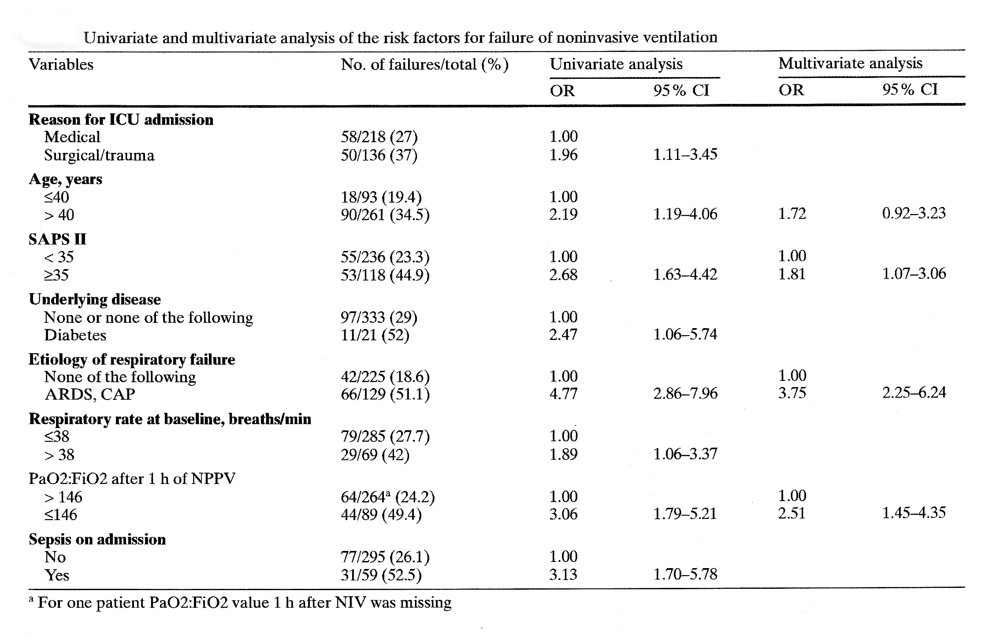 Univariate and multivariate analysis of the risk factors for failure of noninvasive ventilation
Variables No. of failures/total (%) Univariate analysis Multivariate analysis
OR 95% CI OR 95% CI
Reason for ICU admission
Medical 58/218 (27) 1.00
Surgical/trauma 50/136 (37) 1.96 1.11–3.45
Age, years
≤40 18/93 (19.4) 1.00
> 40 90/261 (34.5) 2.19 1.19–4.06 1.72 0.92–3.23
SAPS II
< 35 55/236 (23.3) 1.00 1.00
≥35 53/118 (44.9) 2.68 1.63–4.42 1.81 1.07–3.06
Underlying disease
None or none of the following 97/333 (29) 1.00
Diabetes 11/21 (52) 2.47 1.06–5.74
Etiology of respiratory failure
None of the following 42/225 (18.6) 1.00 1.00
ARDS, CAP 66/129 (51.1) 4.77 2.86–7.96 3.75 2.25–6.24
Respiratory rate at baseline, breaths/min
≤38 79/285 (27.7) 1.00
> 38 29/69 (42) 1.89 1.06–3.37
PaO2:FiO2 after 1 h of NPPV
> 146 64/264ª (24.2) 1.00 1.00
≤146 44/89 (49.4) 3.06 1.79–5.21 2.51 1.45–4.35
Sepsis on admission
No 77/295 (26.1) 1.00
Yes 31/59 (52.5) 3.13 1.70–5.78
ª For one patient PaO2:FiO2 value 1 h after NIV was missing